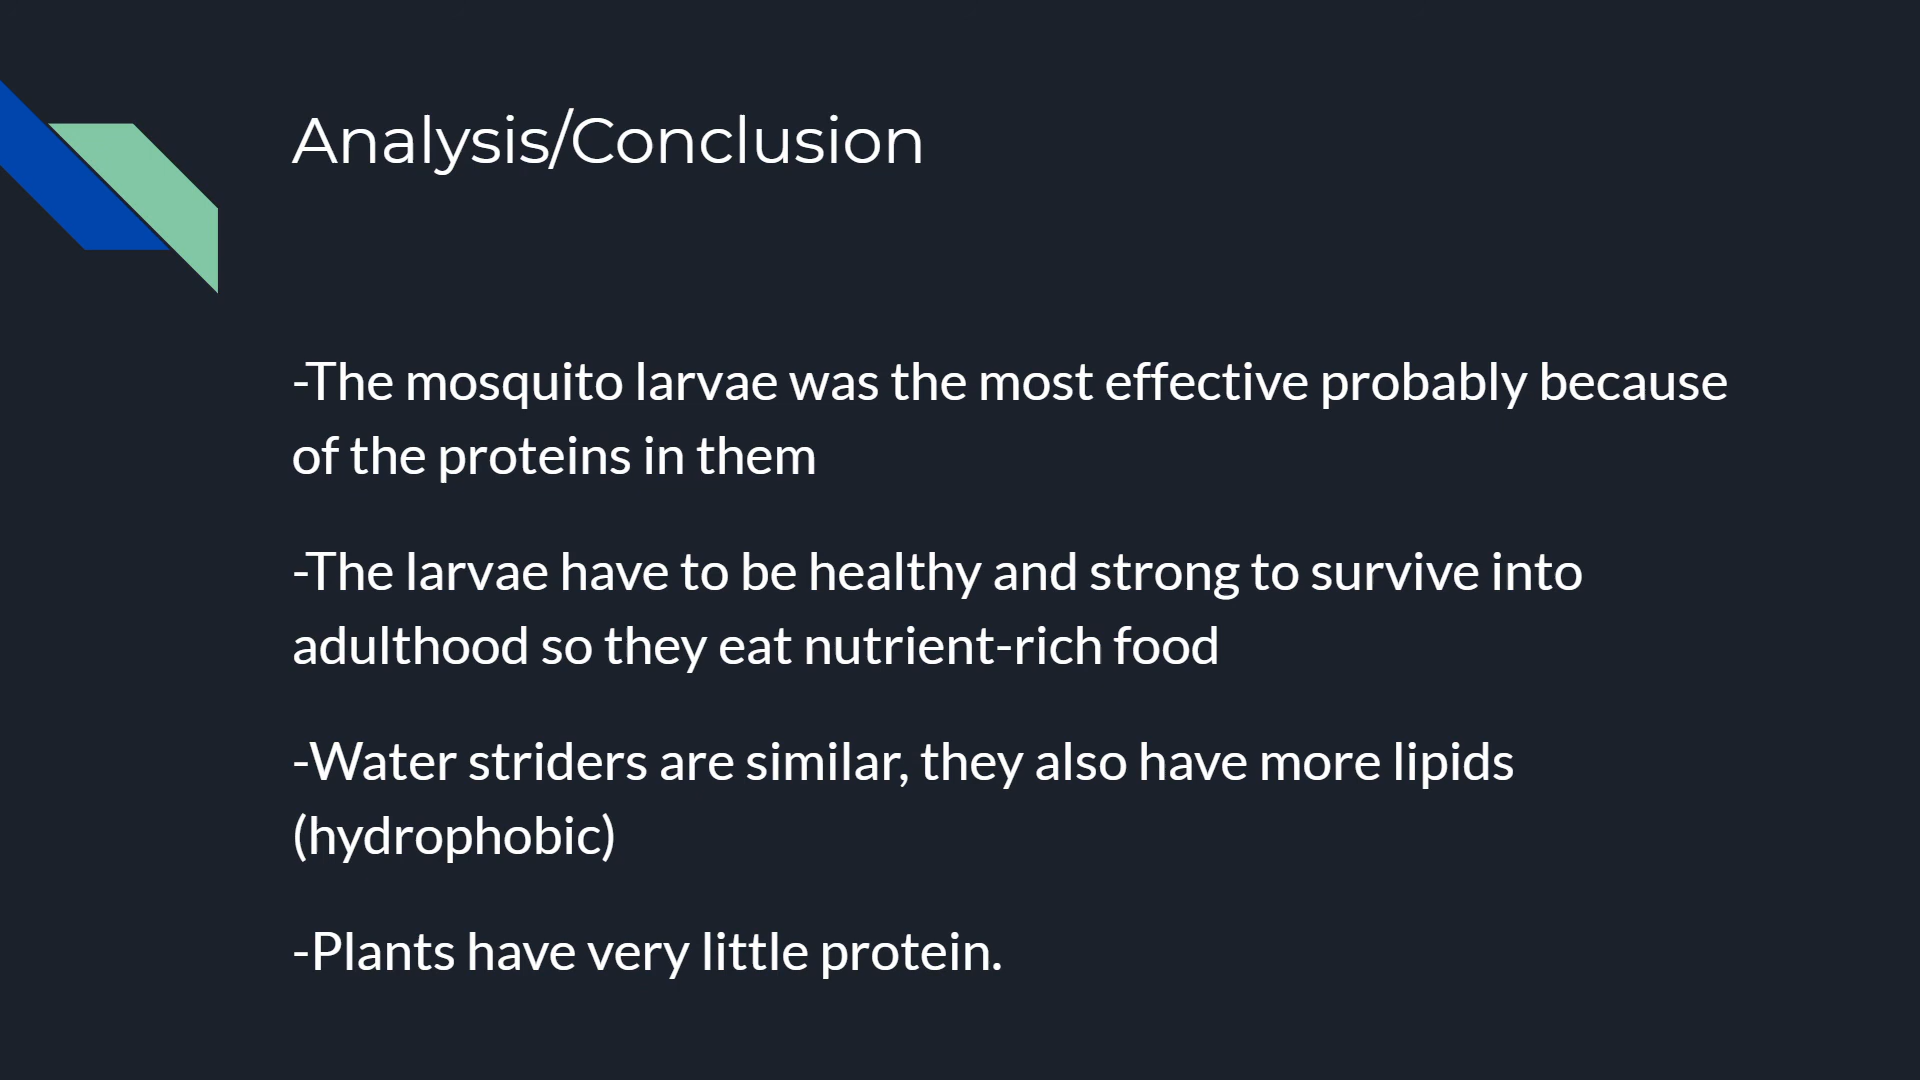 Analysis/Conclusion
-The mosquito larvae was the most effective probably because
of the proteins in them
-The larvae have to be healthy and strong to survive into
adulthood so they eat nutrient-rich food
-Water striders are similar, they also have more lipids
(hydrophobic)
-Plants have very little protein.